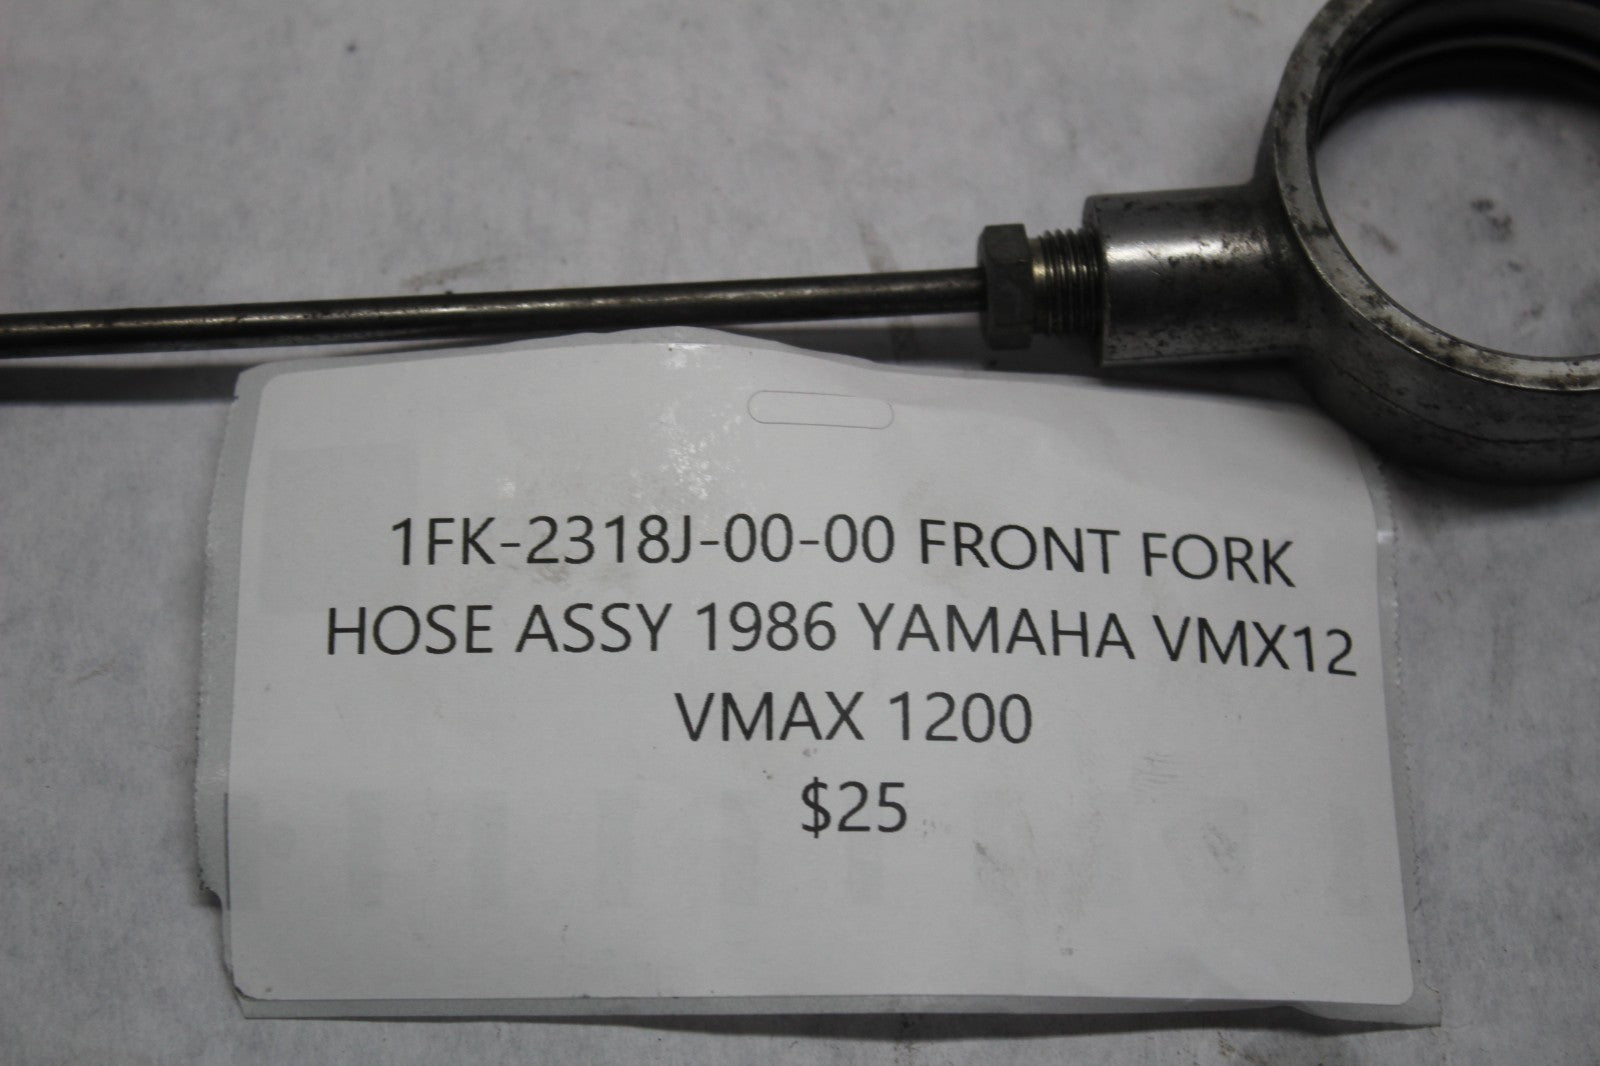 1FK-2318J-00-00 FRONT FORK
HOSE ASSY 1986 YAMAHA VMX12
VMAX 1200
$25